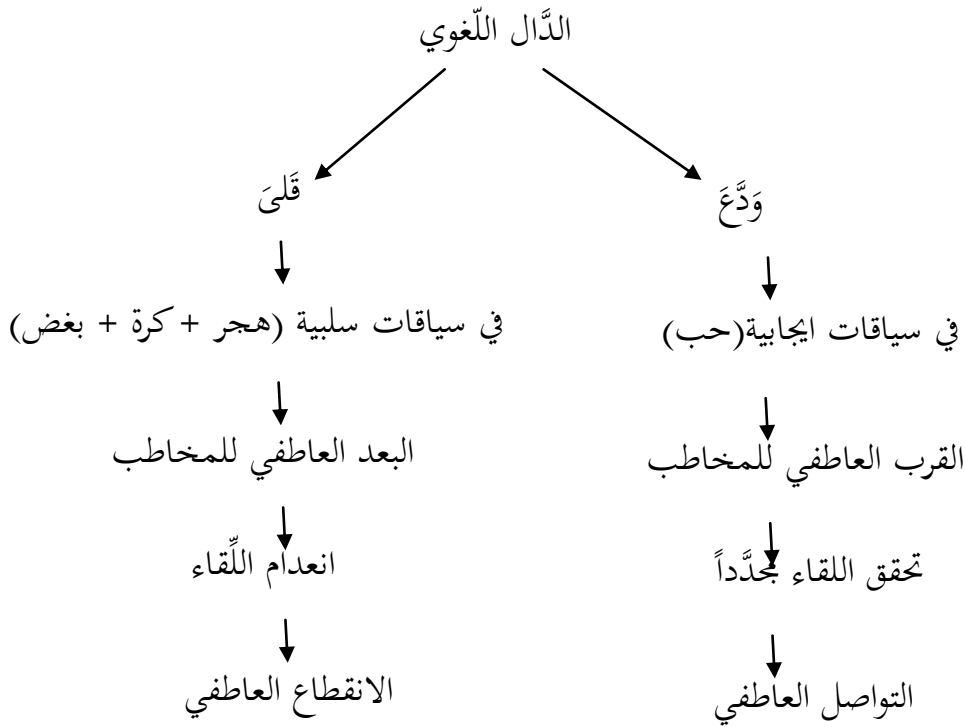 الدَّال اللّغوي
وَدَّعَ
قَلىَ
في سياقات ايجابية(حب)
في سياقات سلبية (هجر + كرة + بغض)
القرب العاطفي للمخاطب
البعد العاطفي للمخاطب
تحقق اللقاء مجدَّداً
انعدام اللِّقاء
التواصل العاطفي
الانقطاع العاطفي